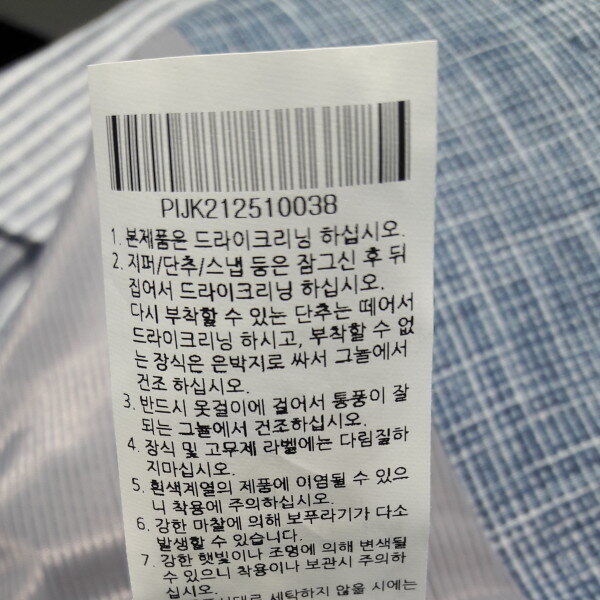 PIJK212510038
1. 본제품은 드라이크리닝 하십시오.
2. 지퍼/단추/스냅 등은 잠그신 후 뒤
집어서 드라이크리닝 하십시오.
다시 부착할 수 있는 단추는 떼어서
드라이크리닝 하시고, 부착할 수 없
는 장식은 은박지로 싸서 그늘에서
건조 하십시오.
3. 반드시 옷걸이에 걸어서 통풍이 잘
되는 그늘에서 건조하십시오.
4. 장식 및 고무제 라벨에는 다림질하
지마십시오.
5. 흰색계열의 제품에 이염될 수 있으
니 착용에 주의하십시오.
6. 강한 마찰에 의해 보푸라기가 다소
발생할 수 있습니다.
7. 강한 햇빛이나 조명에 의해 변색될
수 있으니 착용이나 보관시 주의하
십시오.
세탁하지 않을 시에는